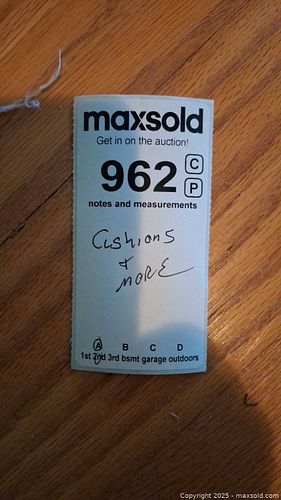 maxsold
Get in on the auction!
962 C
P
notes and measurements
Cushions
+
MORE
A B C D
1st 2nd 3rd bsmt garage outdoors
Copyright © 2025 - maxsold.com